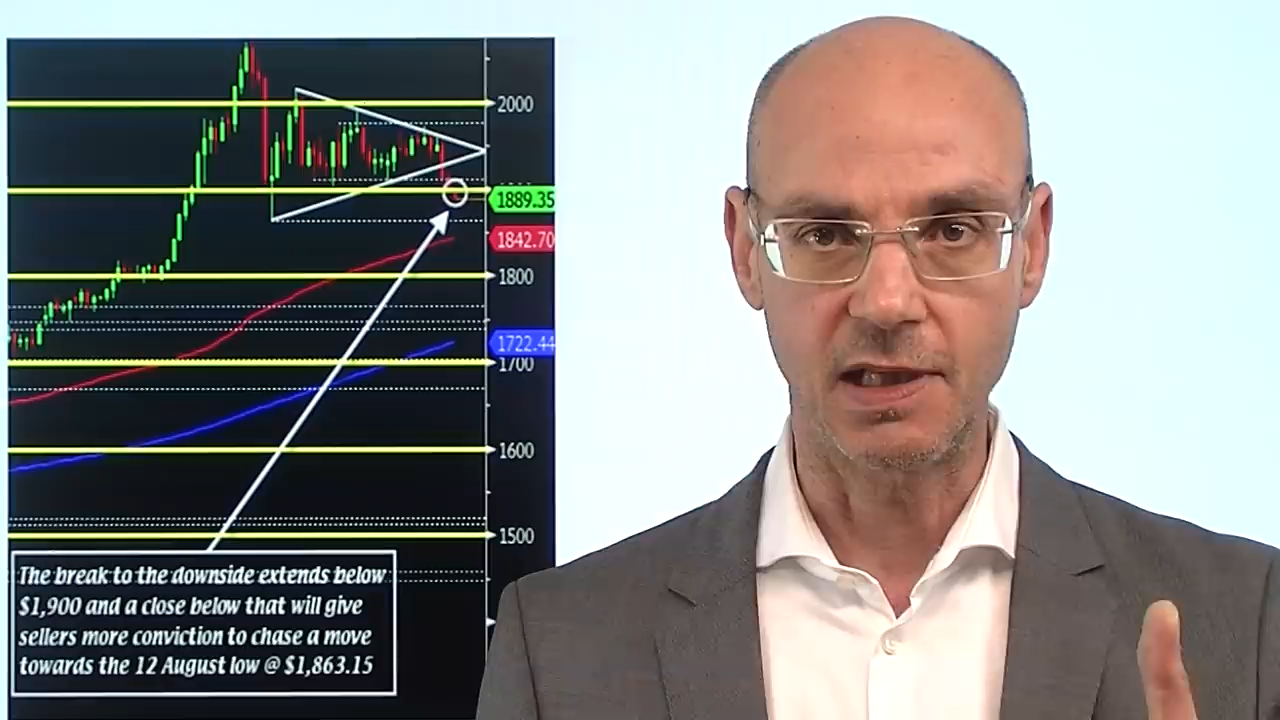 2000
1889.35
1842.70
1800
1722.44
1700
1600
1500
The break to the downside extends below
$1,900 and a close below that will give
sellers more conviction to chase a move
towards the 12 August low @ $1,863.15